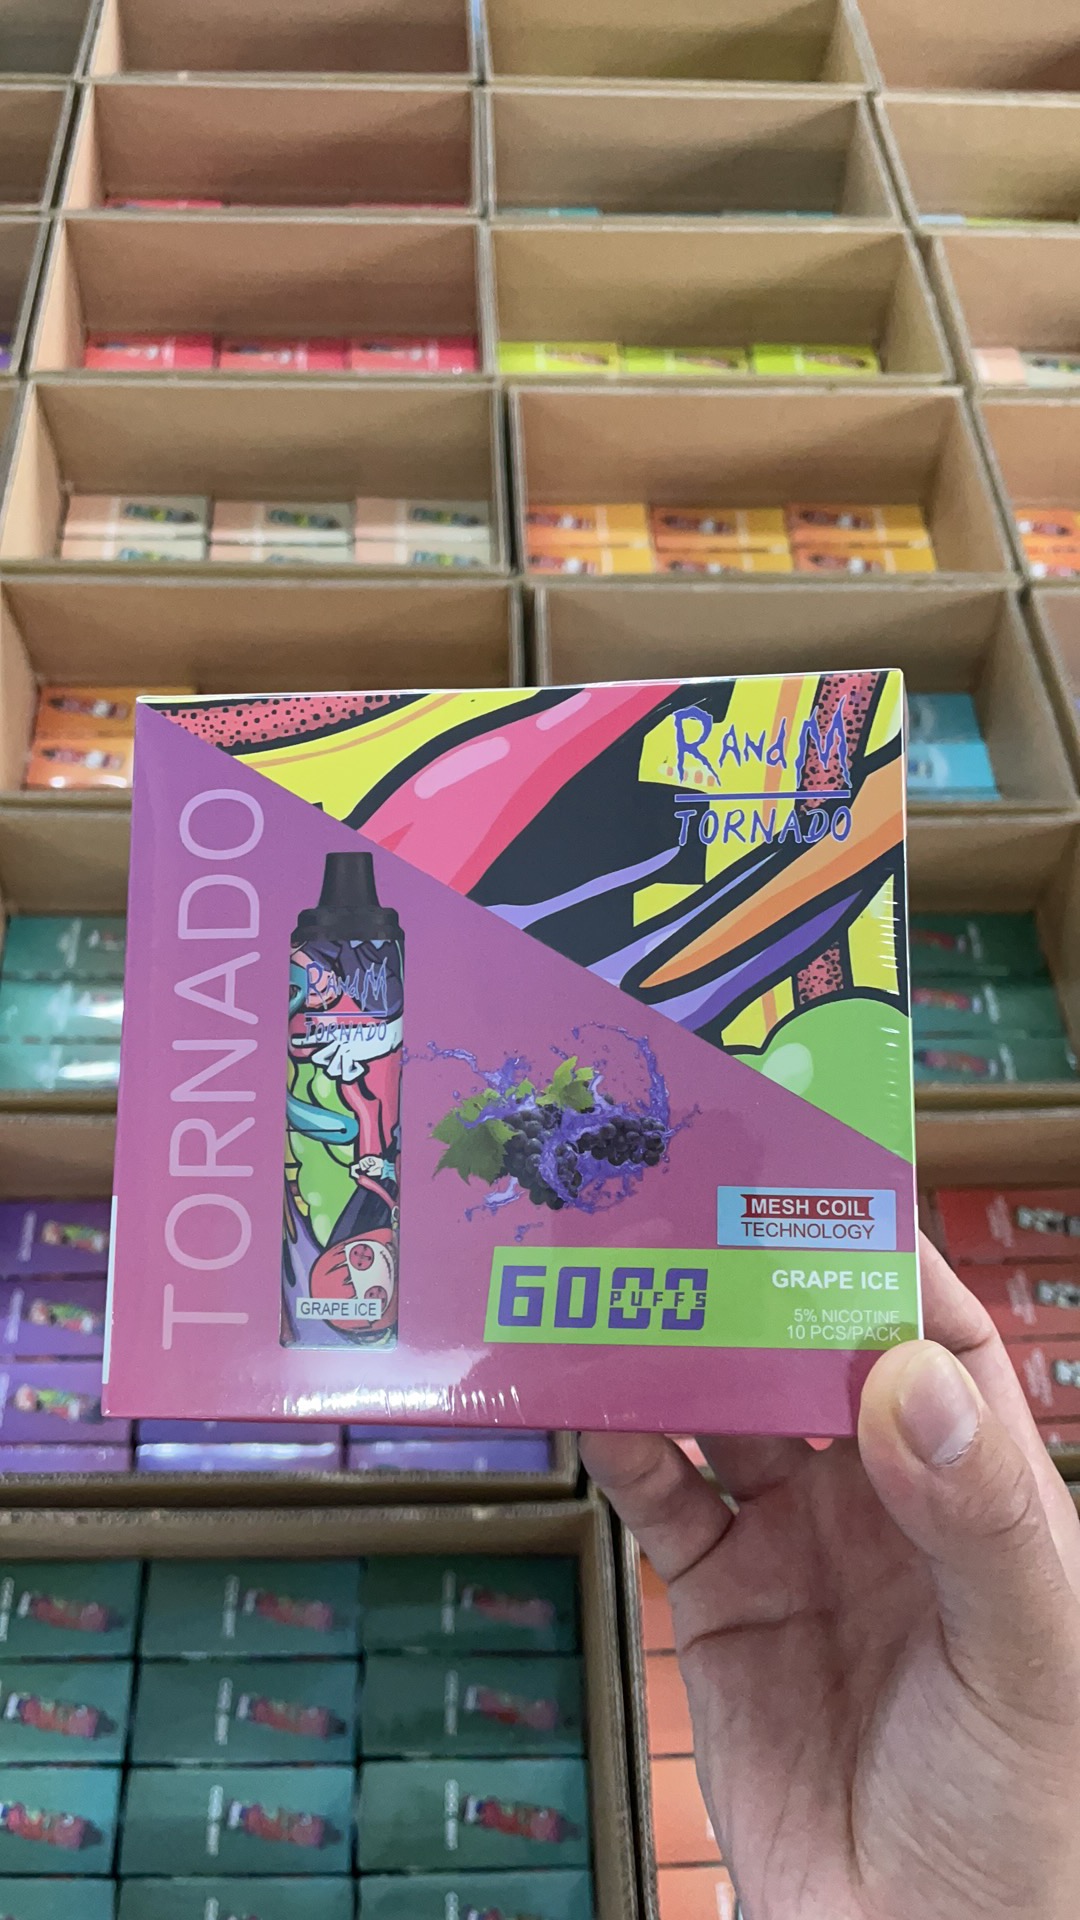 RAndM
TORNADO
TORNADO
RAndM
TORNADO
GRAPE ICE
MESH COIL
TECHNOLOGY
6000
PUFFS
GRAPE ICE
5% NICOTINE
10 PCS/PACK